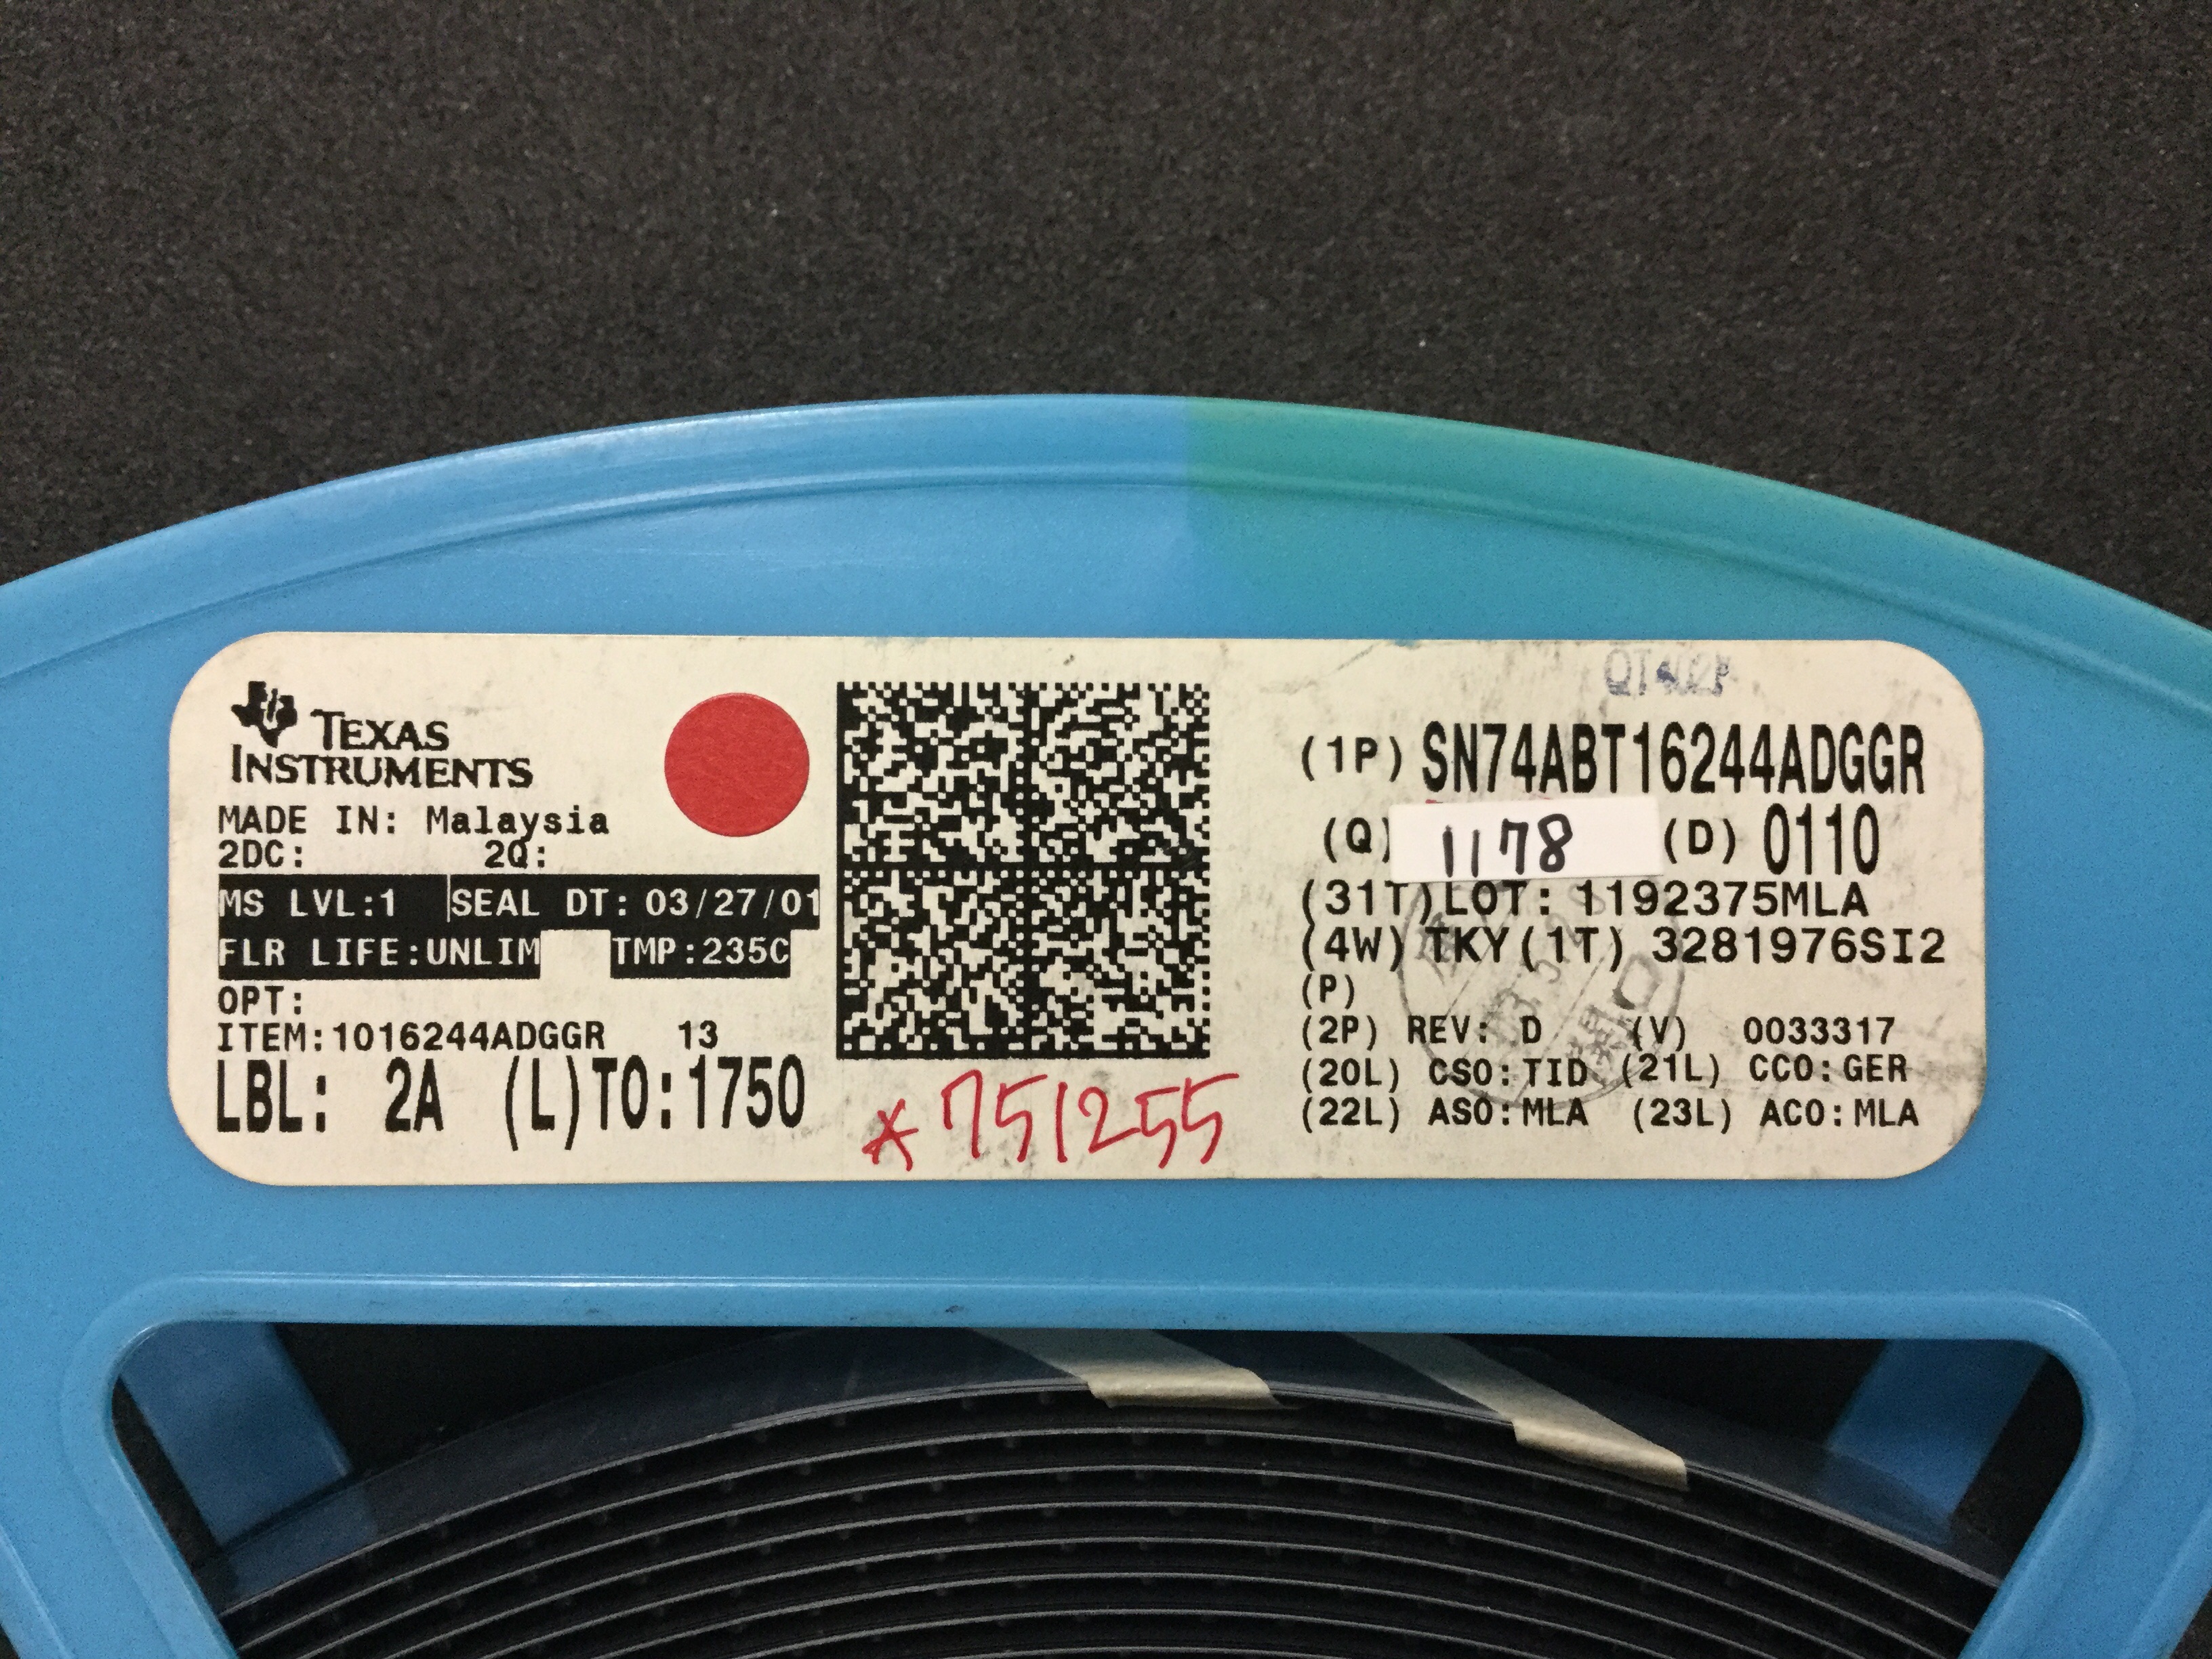 TEXAS
INSTRUMENTS
MADE IN: Malaysia
2DC: 2Q:
MS LVL:1 SEAL DT: 03/27/01
FLR LIFE:UNLIM TMP:235C
OPT:
ITEM:1016244ADGGR 13
LBL: 2A (L)TO:1750
*751255
(1P) SN74ABT16244ADGGR
(Q) 1178 (D) 0110
(31T)LOT: 1192375MLA
(4W) TKY(1T) 3281976SI2
(P)
(2P) REV: D (V) 0033317
(20L) CSO:TID (21L) CCO:GER
(22L) ASO:MLA (23L) ACO:MLA